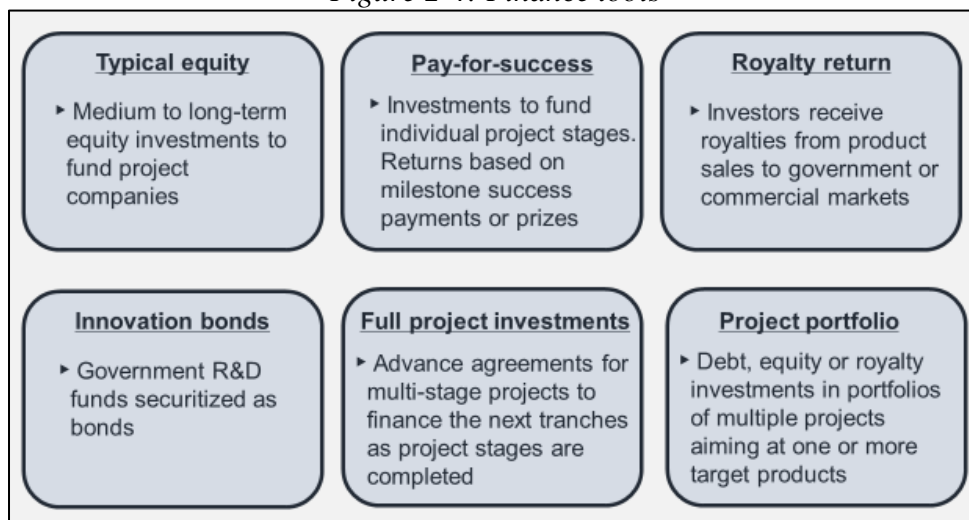 Typical equity
‣ Medium to long-term
equity investments to
fund project
companies
Pay-for-success
‣ Investments to fund
individual project stages.
Returns based on
milestone success
payments or prizes
Royalty return
‣ Investors receive
royalties from product
sales to government or
commercial markets
Innovation bonds
‣ Government R&D
funds securitized as
bonds
Full project investments
‣ Advance agreements for
multi-stage projects to
finance the next tranches
as project stages are
completed
Project portfolio
‣ Debt, equity or royalty
investments in portfolios
of multiple projects
aiming at one or more
target products